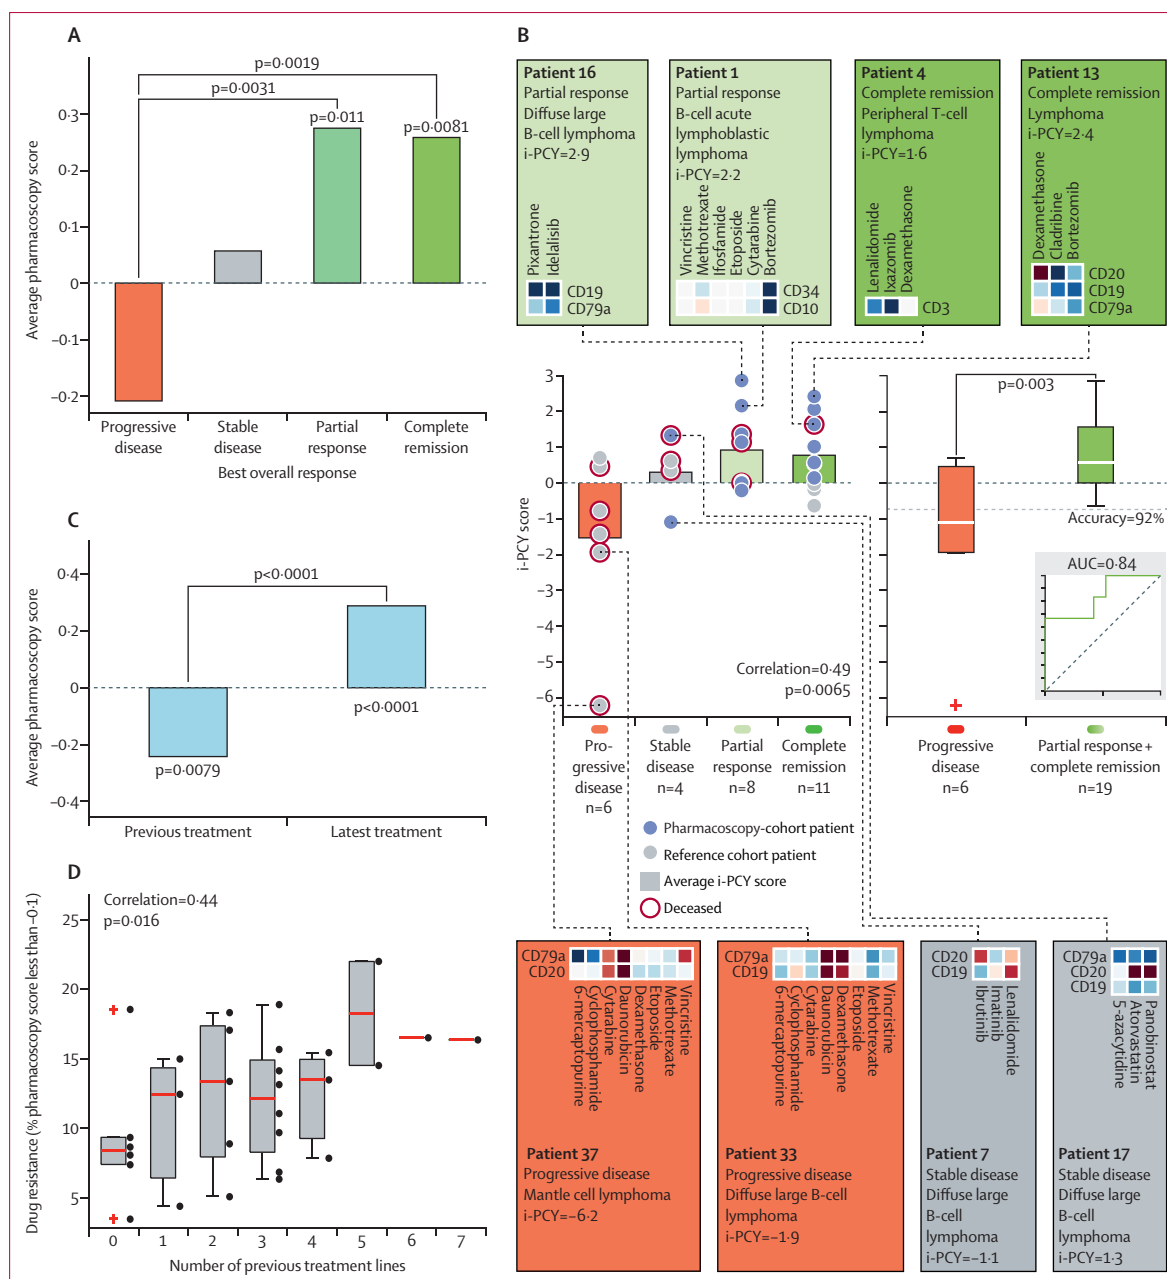 A
Average pharmacoscopy score
0·3
0·2
0·1
0
−0·1
−0·2
p=0·0019
p=0·0031
p=0·011
p=0·0081
Progressive
disease
Stable
disease
Partial
response
Complete
remission
Best overall response
B
Patient 16
Partial response
Diffuse large
B-cell lymphoma
i-PCY=2·9
Pixantrone
Idelalisib
CD19
CD79a
Patient 1
Partial response
B-cell acute
lymphoblastic
lymphoma
i-PCY=2·2
Vincristine
Methotrexate
Ifosfamide
Etoposide
Cytarabine
Bortezomib
CD34
CD10
Patient 4
Complete remission
Peripheral T-cell
lymphoma
i-PCY=1·6
Lenalidomide
Ixazomib
Dexamethasone
CD3
Patient 13
Complete remission
Lymphoma
i-PCY=2·4
Dexamethasone
Cladribine
Bortezomib
CD20
CD19
CD79a
i-PCY score
3
2
1
0
−1
−2
−3
−4
−5
−6
Correlation=0·49
p=0·0065
Pro-
gressive
disease
n=6
Stable
disease
n=4
Partial
response
n=8
Complete
remission
n=11
p=0·003
Accuracy=92%
AUC=0·84
Progressive
disease
n=6
Partial response +
complete remission
n=19
Pharmacoscopy-cohort patient
Reference cohort patient
Average i-PCY score
Deceased
CD79a
CD20
6-mercaptopurine
Cyclophosphamide
Cytarabine
Daunorubicin
Dexamethasone
Etoposide
Methotrexate
Vincristine
Patient 37
Progressive disease
Mantle cell lymphoma
i-PCY=−6·2
CD79a
CD19
6-mercaptopurine
Cyclophosphamide
Cytarabine
Daunorubicin
Dexamethasone
Etoposide
Methotrexate
Vincristine
Patient 33
Progressive disease
Diffuse large B-cell
lymphoma
i-PCY=−1·9
CD20
CD19
Ibrutinib
Imatinib
Lenalidomide
Patient 7
Stable disease
Diffuse large
B-cell
lymphoma
i-PCY=−1·1
CD79a
CD20
CD19
5-azacytidine
Atorvastatin
Panobinostat
Patient 17
Stable disease
Diffuse large
B-cell
lymphoma
i-PCY=1·3
C
Average pharmacoscopy score
0·4
0·2
0
−0·2
−0·4
p<0·0001
p=0·0079
p<0·0001
Previous treatment
Latest treatment
D
Drug resistance (% pharmacoscopy score less than −0·1)
Correlation=0·44
p=0·016
25
20
15
10
5
0
1
2
3
4
5
6
7
Number of previous treatment lines